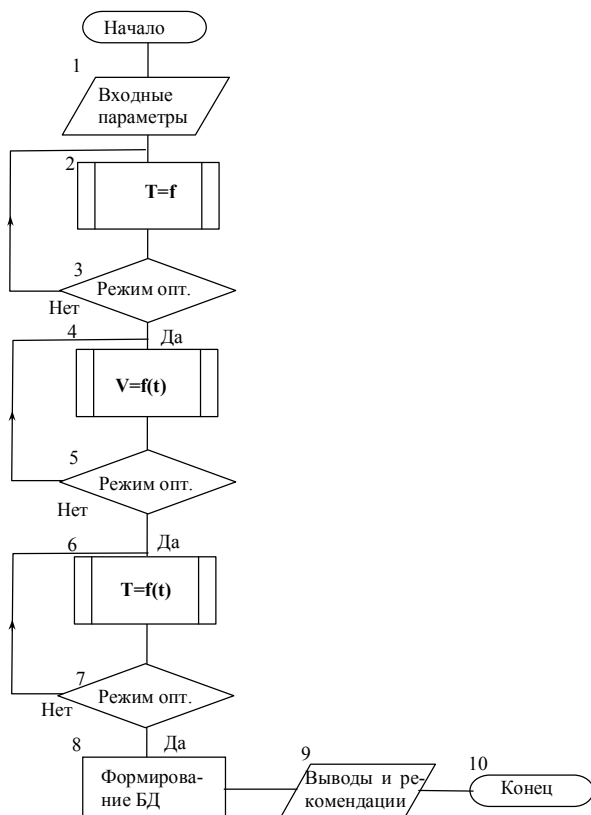 Начало
1
Входные
параметры
2
T=f
3
Режим опт.
Нет
4
Да
V=f(t)
5
Режим опт.
Нет
Да
6
T=f(t)
7
Режим опт.
Нет
Да
8
Формирова-
ние БД
9
Выводы и ре-
комендации
10
Конец